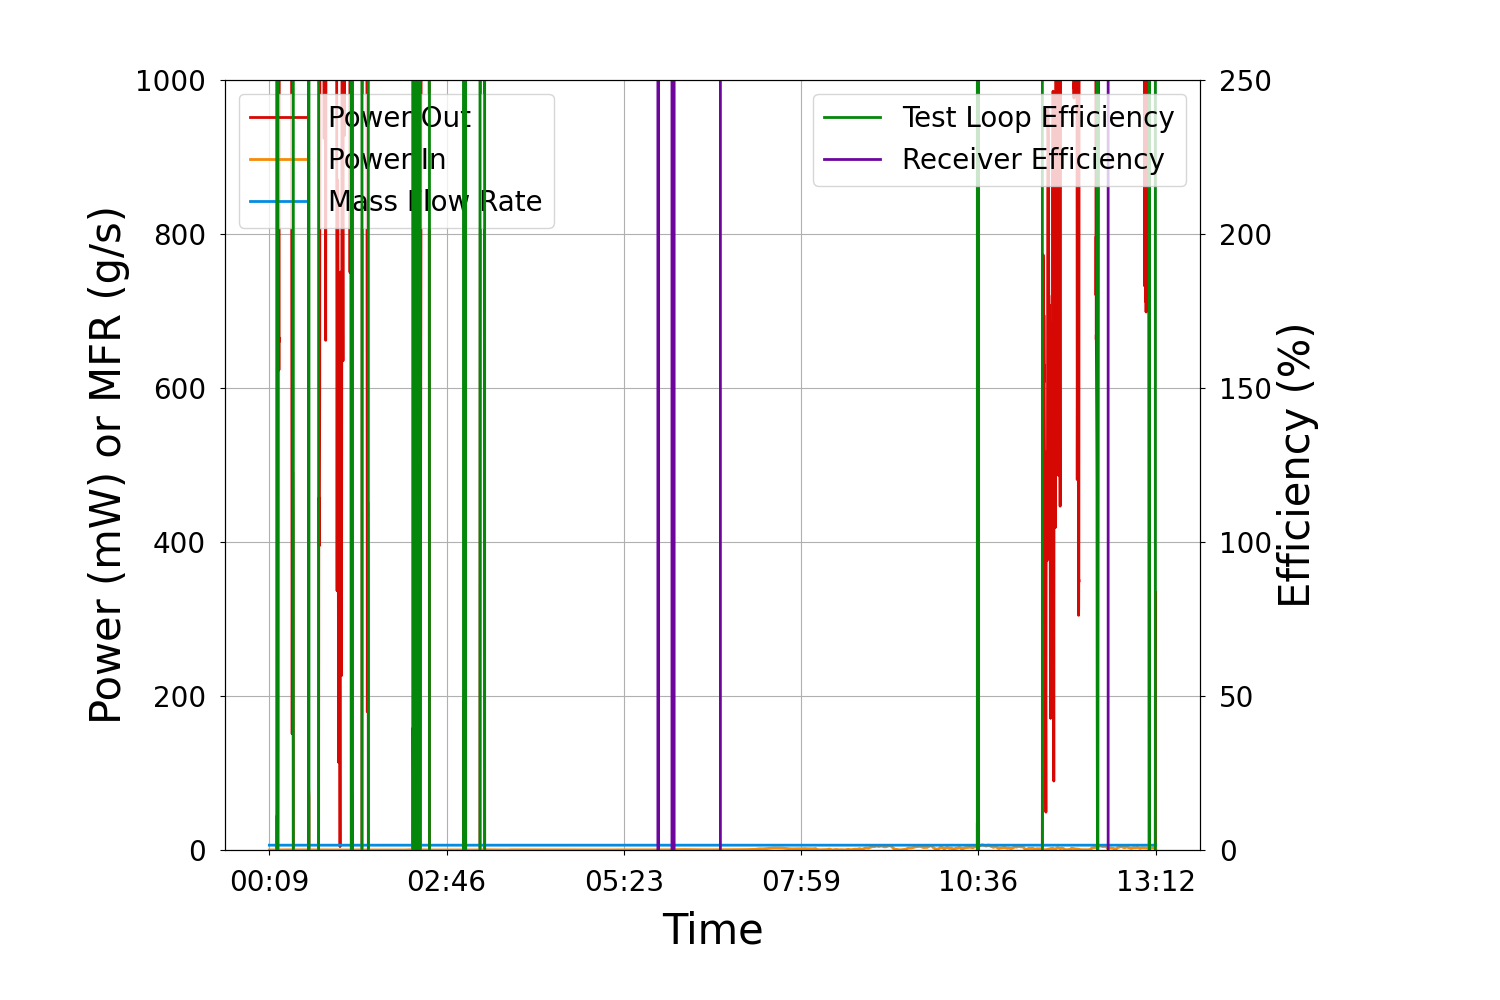 1000
800
600
400
200
0
Power (mW) or MFR (g/s)
Power Out
Power In
Mass Flow Rate
Test Loop Efficiency
Receiver Efficiency
250
200
150
100
50
0
Efficiency (%)
00:09 02:46 05:23 07:59 10:36 13:12
Time